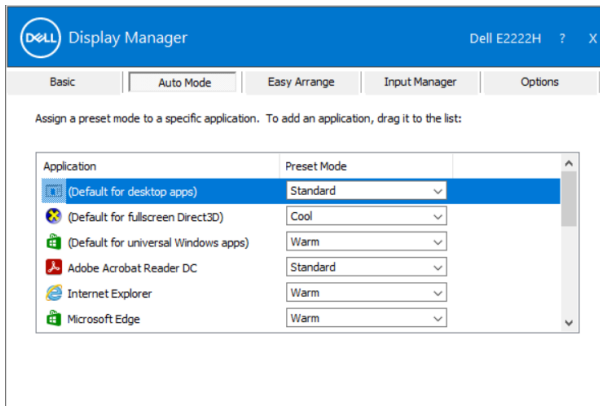 DELL Display Manager Dell E2222H ? X
Basic Auto Mode Easy Arrange Input Manager Options
Assign a preset mode to a specific application. To add an application, drag it to the list:
Application Preset Mode
(Default for desktop apps) Standard
(Default for fullscreen Direct3D) Cool
(Default for universal Windows apps) Warm
Adobe Acrobat Reader DC Standard
Internet Explorer Warm
Microsoft Edge Warm